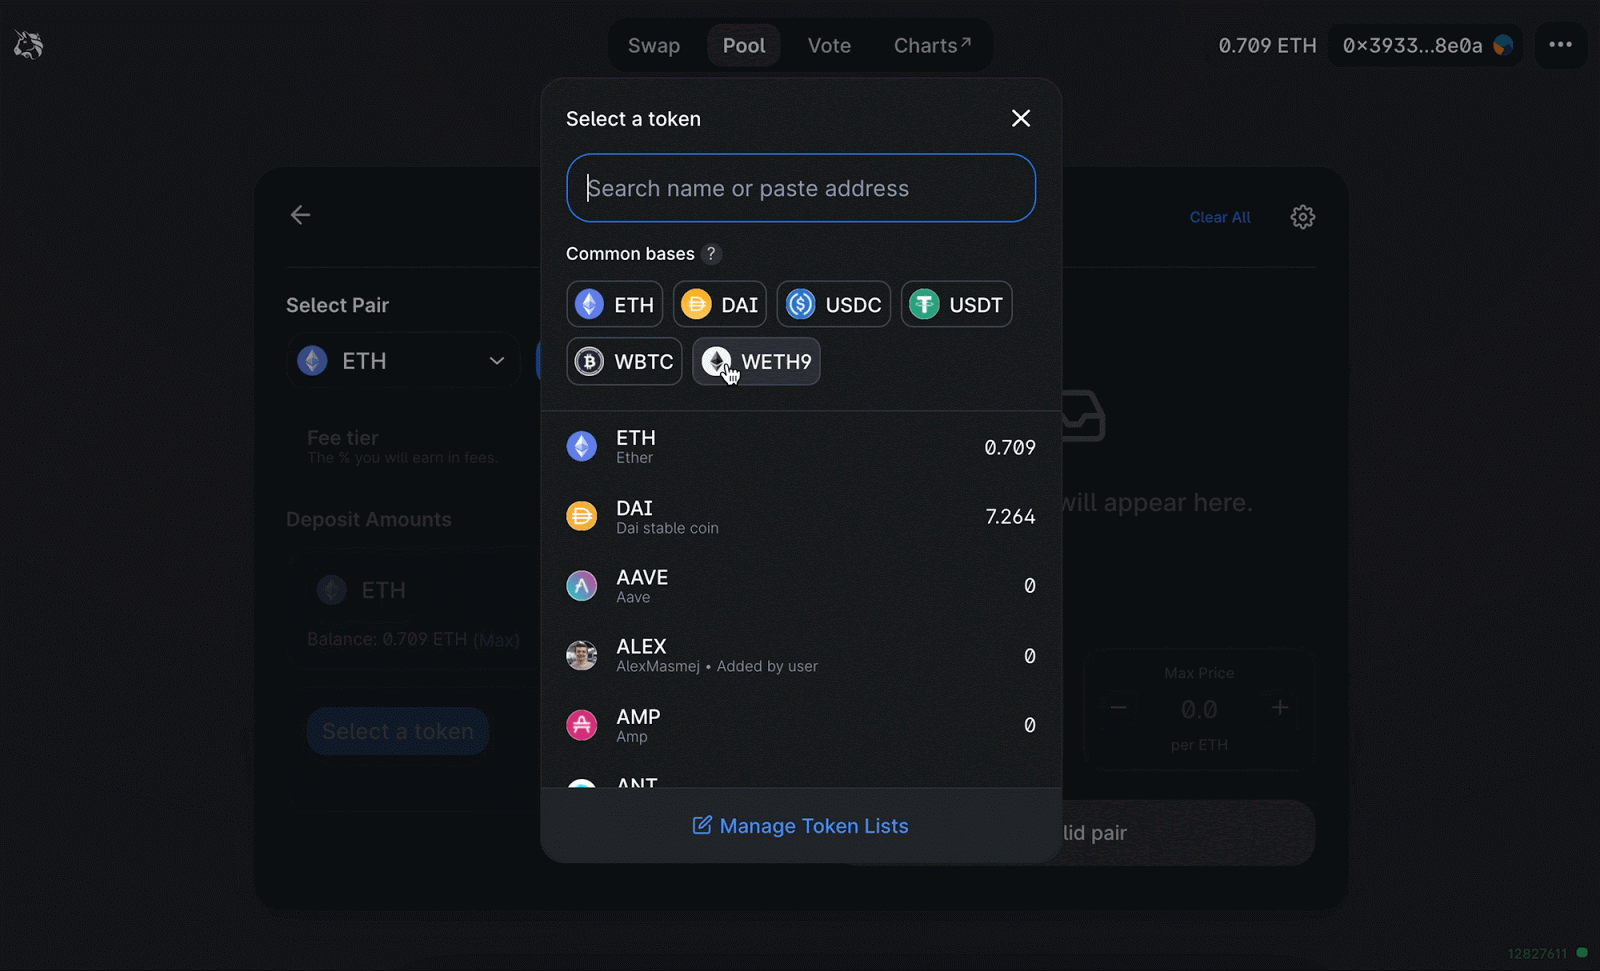 Swap Pool Vote Charts↗
0.709 ETH 0x3933...8e0a
Select a token
Search name or paste address
Clear All
Common bases ?
ETH DAI USDC USDT
WBTC WETH9
Select Pair
ETH
Fee tier
The % you will earn in fees.
Deposit Amounts
ETH
Balance: 0.709 ETH (Max)
Select a token
ETH 0.709
Ether
DAI 7.264
Dai stable coin
AAVE 0
Aave
ALEX 0
AlexMasmej • Added by user
AMP 0
Amp
ANT
Manage Token Lists
will appear here.
Max Price
0.0
per ETH
lid pair
12827611